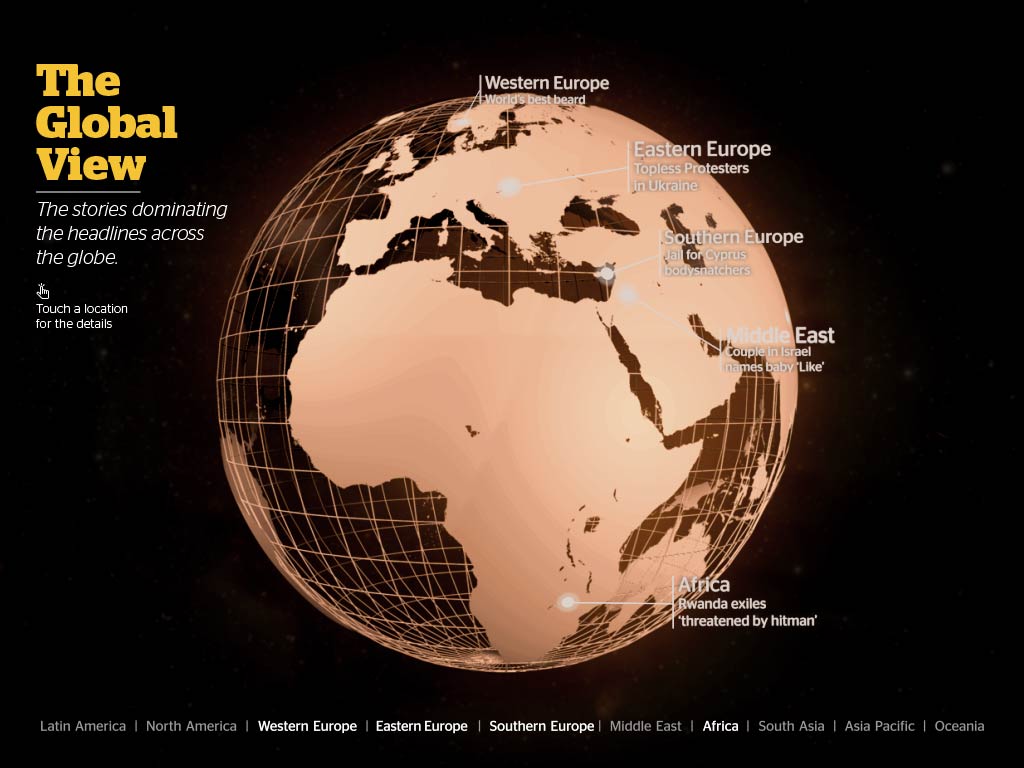 The
Global
View
The stories dominating
the headlines across
the globe.
Touch a location
for the details
Western Europe
World's best beard
Eastern Europe
Topless Protesters
in Ukraine
Southern Europe
Jail for Cyprus
bodysnatchers
Middle East
Couple in Israel
names baby 'Like'
Africa
Rwanda exiles
'threatened by hitman'
Latin America | North America | Western Europe | Eastern Europe | Southern Europe | Middle East | Africa | South Asia | Asia Pacific | Oceania